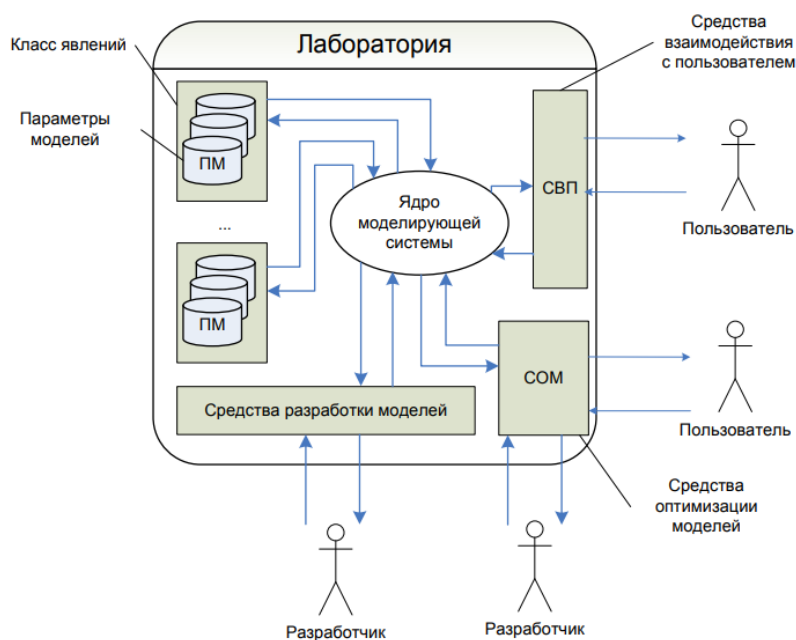 Лаборатория
Средства
взаимодействия
с пользователем
Класс явлений
Параметры
моделей
ПМ
Ядро
моделирующей
системы
СВП
Пользователь
...
ПМ
СОМ
Средства разработки моделей
Пользователь
Средства
оптимизации
моделей
Разработчик
Разработчик